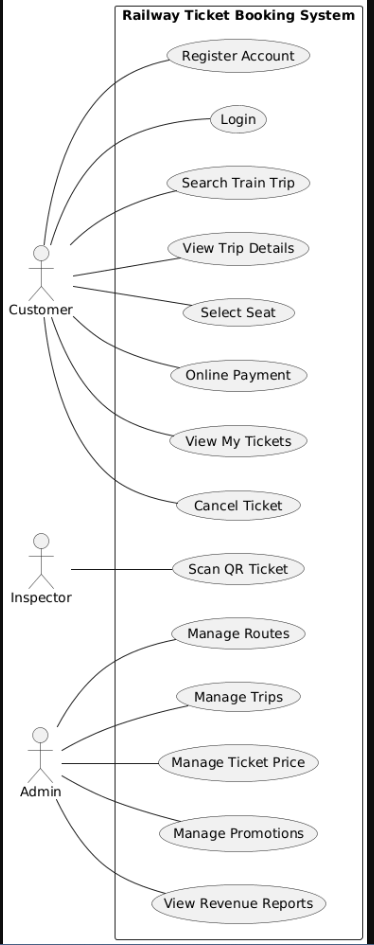 Railway Ticket Booking System
Register Account
Login
Search Train Trip
View Trip Details
Select Seat
Customer
Online Payment
View My Tickets
Cancel Ticket
Scan QR Ticket
Inspector
Manage Routes
Manage Trips
Manage Ticket Price
Admin
Manage Promotions
View Revenue Reports